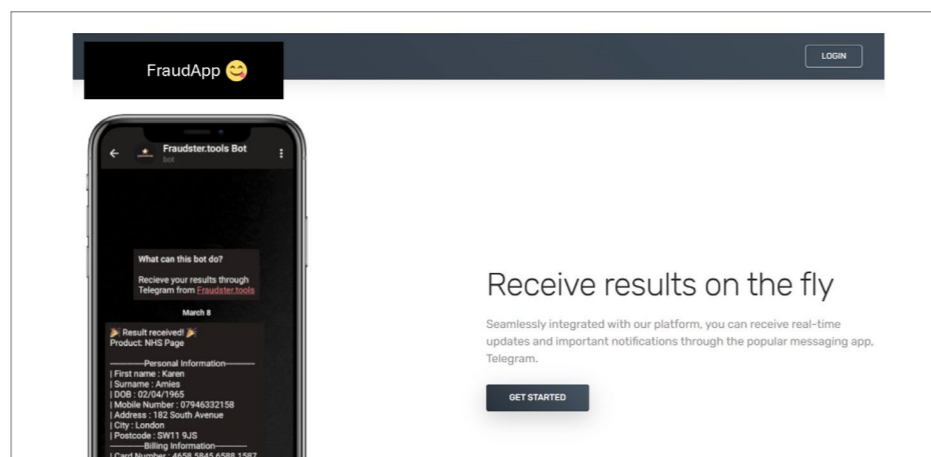 FraudApp 😋
LOGIN
Fraudster.tools Bot
bot
What can this bot do?
Recieve your results through
Telegram from Fraudster.tools
March 8
🎉 Result received! 🎉
Product: NHS Page
————Personal Information————
| First name : Karen
| Surname : Amies
| DOB : 02/04/1965
| Mobile Number : 07946332158
| Address : 182 South Avenue
| City : London
| Postcode : SW11 9JS
————Billing Information————
| Card Number : 4658 5845 6588 1587
Receive results on the fly
Seamlessly integrated with our platform, you can receive real-time
updates and important notifications through the popular messaging app,
Telegram.
GET STARTED